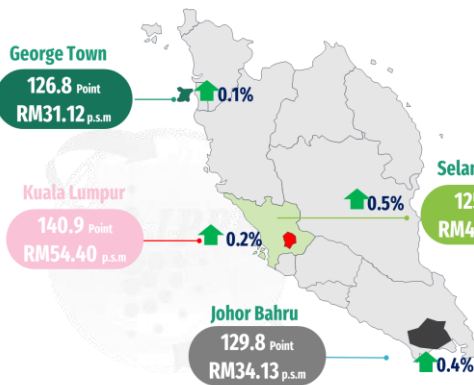 George Town
126.8 Point
RM31.12 p.s.m
0.1%
Kuala Lumpur
140.9 Point
RM54.40 p.s.m
0.2%
0.5%
Johor Bahru
129.8 Point
RM34.13 p.s.m
0.4%